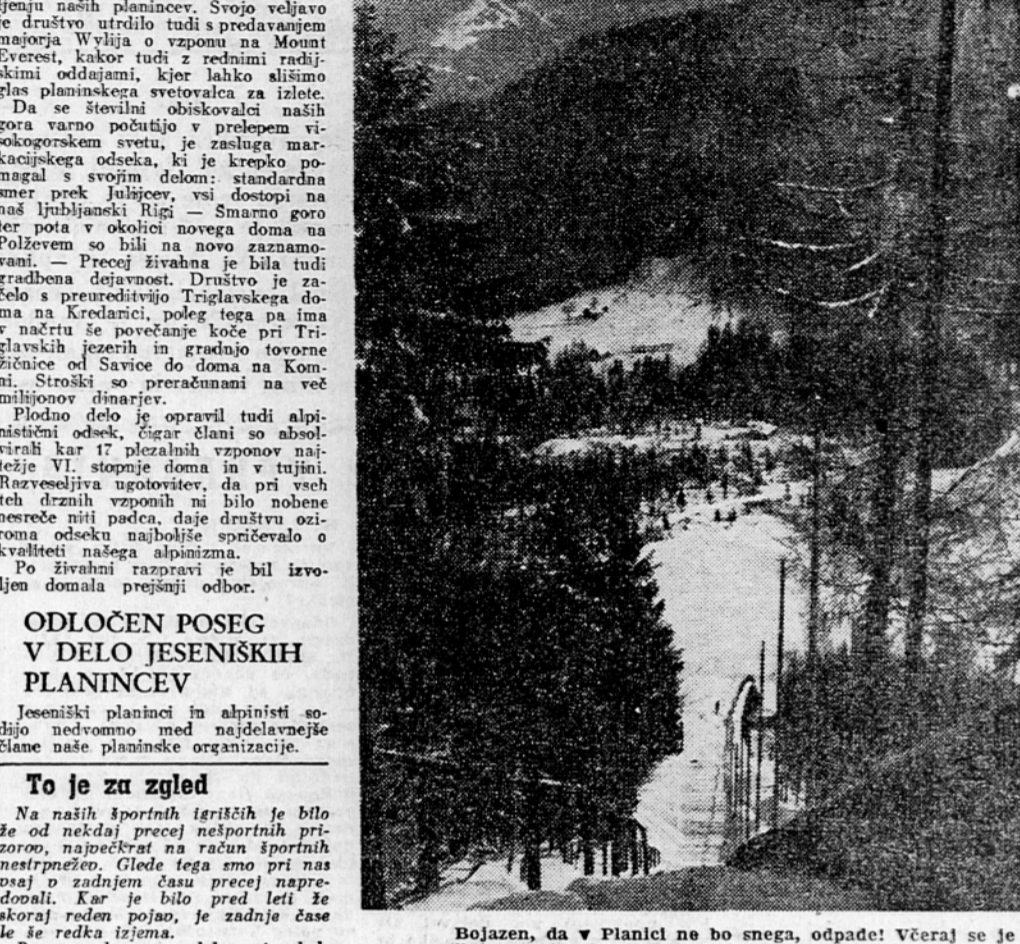 ljenju naših planincev. Svojo veljavo
je društvo utrdilo tudi s predavanjem
majorja Wylija o vzponu na Mount
Everest, kakor tudi z rednimi radij-
skimi oddajami, kjer lahko slišimo
glas planinskega svetovalca za izlete.
Da se številni obiskovalci naših
gora varno počutijo v prelepem vi-
sokogorskem svetu, je zasluga mar-
kacijskega odseka, ki je krepko po-
magal s svojim delom: standardna
smer prek Julijcev, vsi dostopi na
naš ljubljanski Rigi — Šmarno goro
ter pota v okolici novega doma na
Polževem so bili na novo zaznamo-
vani. — Precej živahna je bila tudi
gradbena dejavnost. Društvo je za-
čelo s preureditvijo Triglavskega do-
ma na Kredarici, poleg tega pa ima
v načrtu še povečanje koče pri Tri-
glavskih jezerih in gradnjo tovorne
žičnice od Savice do doma na Kom-
ni. Stroški so preračunani na več
milijonov dinarjev.
Plodno delo je opravil tudi alpi-
nistični odsek, čigar člani so absol-
virali kar 17 plezalnih vzponov naj-
težje VI. stopnje doma in v tujini.
Razveseljiva ugotovitev, da pri vseh
teh drznih vzponih ni bilo nobene
nesreče niti padca, daje društvu ozi-
roma odseku najboljše spričevalo o
kvaliteti našega alpinizma.
Po živahni razpravi je bil izvo-
ljen domala prejšnji odbor.
ODLOČEN POSEG
V DELO JESENIŠKIH
PLANINCEV
Jeseniški planinci in alpinisti so-
dijo nedvomno med najdelavnejše
člane naše planinske organizacije.
To je za zgled
Na naših športnih igriščih je bilo
že od nekdaj precej nešportnih pri-
zorov, največkrat na račun športnih
nestrpnežev. Glede tega smo pri nas
vsaj v zadnjem času precej napre-
dovali. Kar je bilo pred leti že
skoraj reden pojav, je zadnje čase
le še redka izjema.
Bojazen, da v Planici ne bo snega, odpade! Včeraj se je